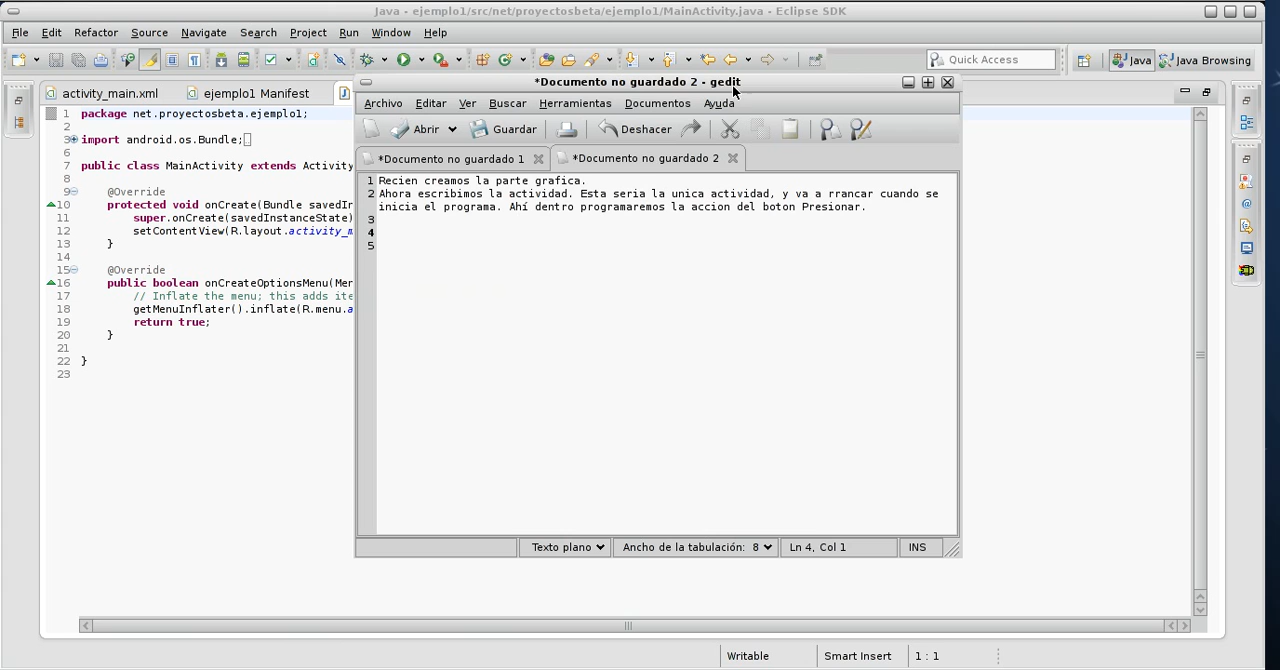 Java - ejemplo1/src/net/proyectosbeta/ejemplo1/MainActivity.java - Eclipse SDK
File Edit Refactor Source Navigate Search Project Run Window Help
Quick Access
Java
Java Browsing
activity_main.xml
ejemplo1 Manifest
1 package net.proyectosbeta.ejemplo1;
2
3 import android.os.Bundle;
6
7 public class MainActivity extends Activity
8
9 @Override
10 protected void onCreate(Bundle savedIn
11 super.onCreate(savedInstanceState)
12 setContentView(R.layout.activity_m
13 }
14
15 @Override
16 public boolean onCreateOptionsMenu(Men
17 // Inflate the menu; this adds ite
18 getMenuInflater().inflate(R.menu.a
19 return true;
20 }
21
22 }
23
*Documento no guardado 2 - gedit
Archivo Editar Ver Buscar Herramientas Documentos Ayuda
Abrir Guardar Deshacer
*Documento no guardado 1
*Documento no guardado 2
1 Recien creamos la parte grafica.
2 Ahora escribimos la actividad. Esta seria la unica actividad, y va a rrancar cuando se
inicia el programa. Ahí dentro programaremos la accion del boton Presionar.
3
4
5
Texto plano Ancho de la tabulación: 8 Ln 4, Col 1 INS
Writable Smart Insert 1 : 1